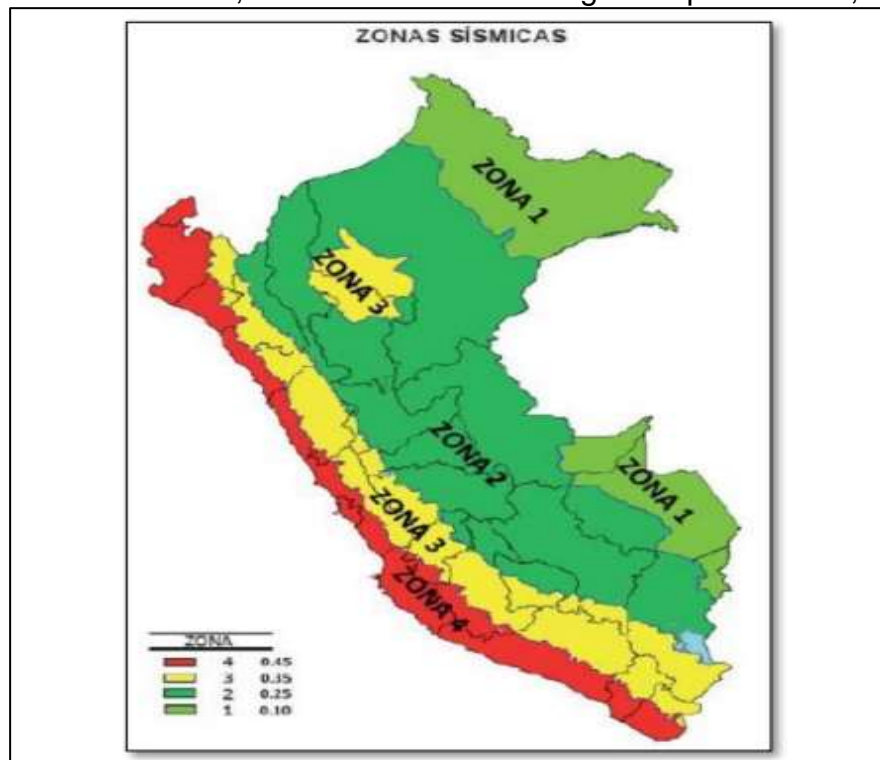 ZONAS SÍSMICAS
ZONA 1
ZONA 3
ZONA 2
ZONA 1
ZONA 3
ZONA 4
ZONA
4 0.45
3 0.35
2 0.25
1 0.10